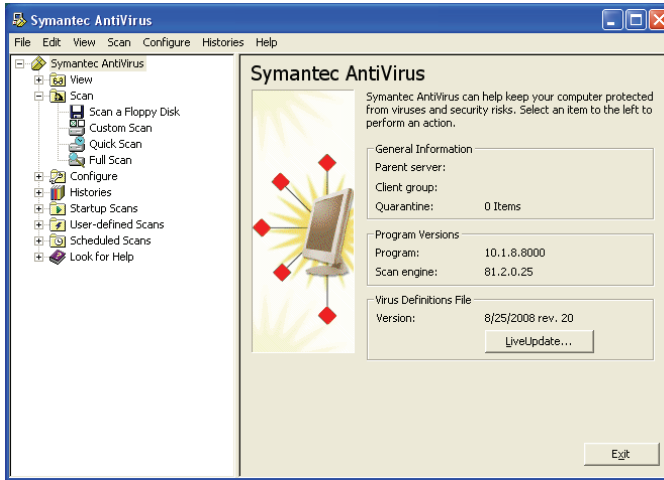 Symantec AntiVirus
File Edit View Scan Configure Histories Help
Symantec AntiVirus
View
Scan
Scan a Floppy Disk
Custom Scan
Quick Scan
Full Scan
Configure
Histories
Startup Scans
User-defined Scans
Scheduled Scans
Look for Help
Symantec AntiVirus
Symantec AntiVirus can help keep your computer protected
from viruses and security risks. Select an item to the left to
perform an action.
General Information
Parent server:
Client group:
Quarantine: 0 Items
Program Versions
Program: 10.1.8.8000
Scan engine: 81.2.0.25
Virus Definitions File
Version: 8/25/2008 rev. 20
LiveUpdate...
Exit